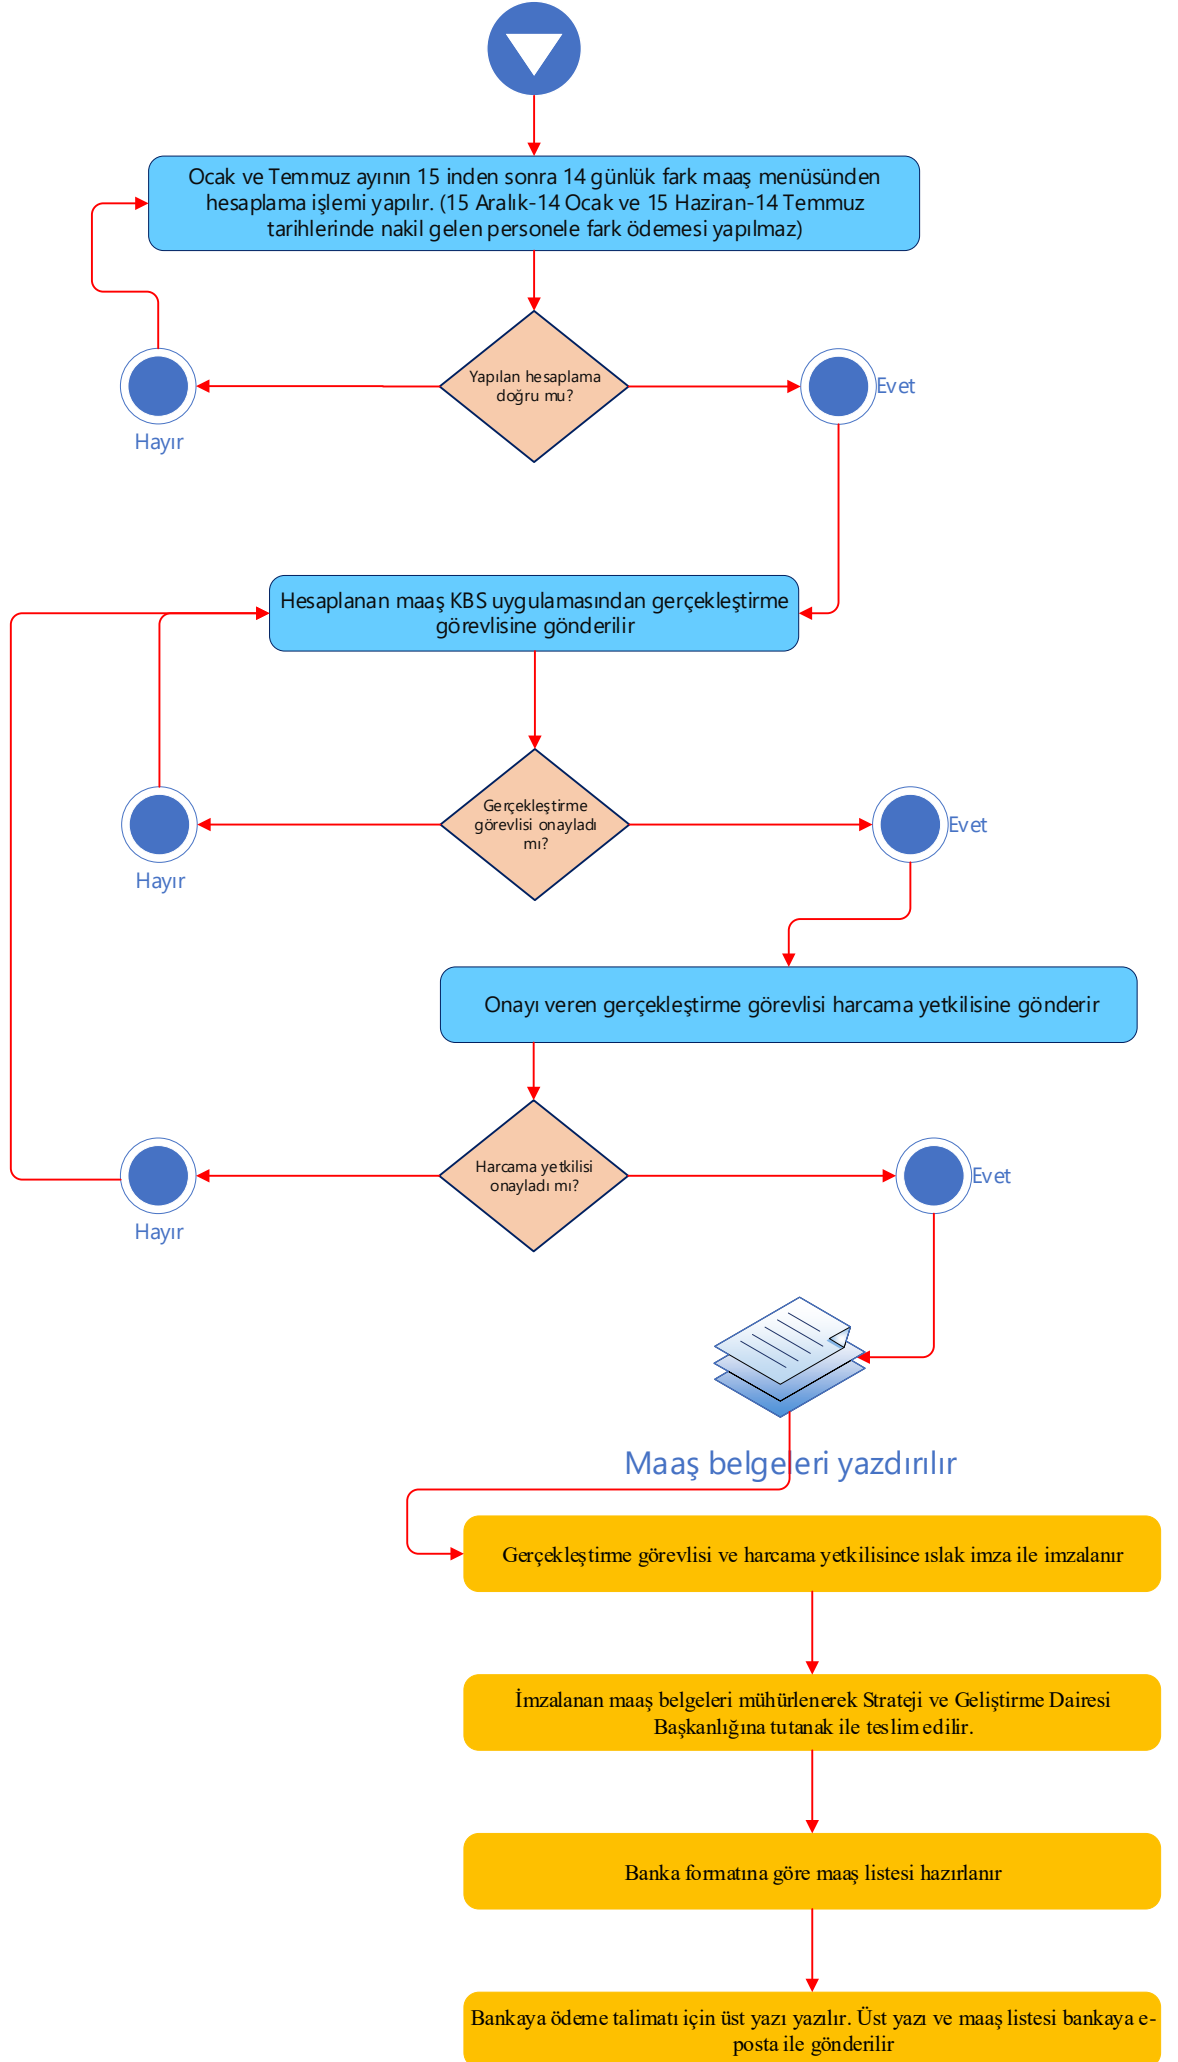 Ocak ve Temmuz ayının 15 inden sonra 14 günlük fark maaş menüsünden
hesaplama işlemi yapılır. (15 Aralık-14 Ocak ve 15 Haziran-14 Temmuz
tarihlerinde nakil gelen personele fark ödemesi yapılmaz)
Yapılan hesaplama
doğru mu?
Evet
Hayır
Hesaplanan maaş KBS uygulamasından gerçekleştirme
görevlisine gönderilir
Gerçekleştirme
görevlisi onayladı
mı?
Evet
Hayır
Onayı veren gerçekleştirme görevlisi harcama yetkilisine gönderir
Harcama yetkilisi
onayladı mı?
Evet
Hayır
Maaş belgeleri yazdırılır
Gerçekleştirme görevlisi ve harcama yetkilisince ıslak imza ile imzalanır
İmzalanan maaş belgeleri mühürlenerek Strateji ve Geliştirme Dairesi
Başkanlığına tutanak ile teslim edilir.
Banka formatına göre maaş listesi hazırlanır
Bankaya ödeme talimatı için üst yazı yazılır. Üst yazı ve maaş listesi bankaya e-
posta ile gönderilir